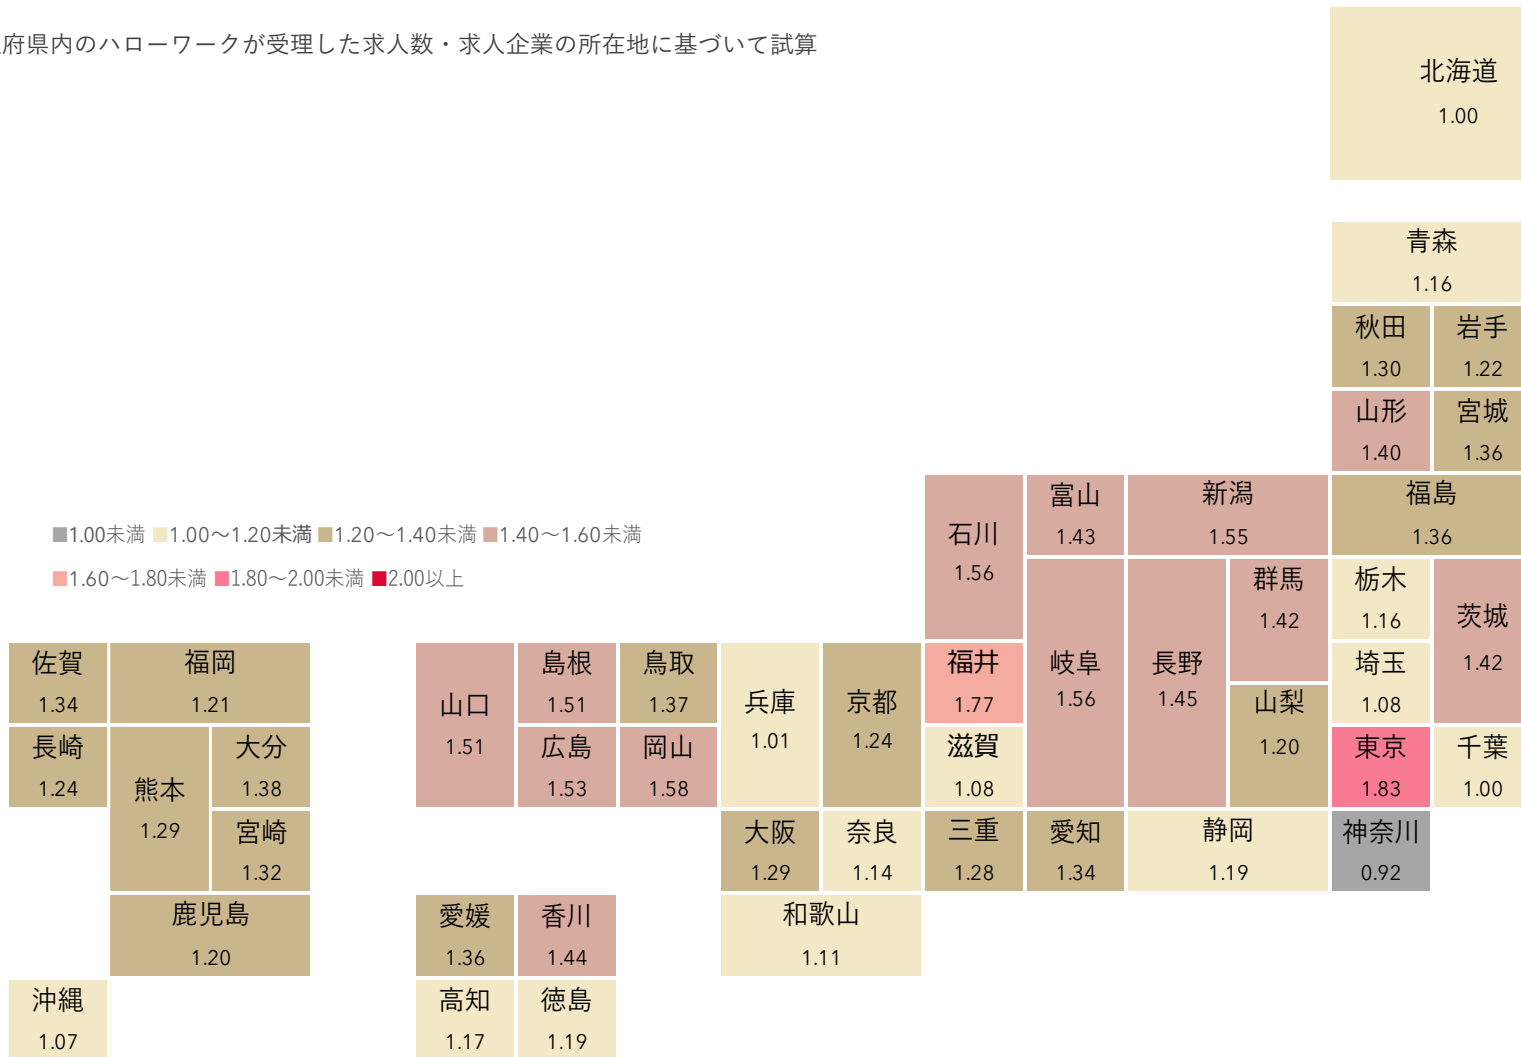 府県内のハローワークが受理した求人数・求人企業の所在地に基づいて試算
北海道
1.00
青森
1.16
秋田 岩手
1.30 1.22
山形 宮城
1.40 1.36
石川
1.56
富山
1.43
新潟
1.55
福島
1.36
■1.00未満 ■1.00～1.20未満 ■1.20～1.40未満 ■1.40～1.60未満
■1.60～1.80未満 ■1.80～2.00未満 ■2.00以上
群馬
1.42
栃木
1.16
茨城
1.42
佐賀
1.34
福岡
1.21
山口
1.51
島根
1.51
鳥取
1.37
兵庫
1.01
京都
1.24
福井
1.77
岐阜
1.56
長野
1.45
山梨
1.20
埼玉
1.08
長崎
1.24
熊本
1.29
大分
1.38
広島
1.53
岡山
1.58
滋賀
1.08
東京
1.83
千葉
1.00
宮崎
1.32
大阪
1.29
奈良
1.14
三重
1.28
愛知
1.34
静岡
1.19
神奈川
0.92
鹿児島
1.20
愛媛
1.36
香川
1.44
和歌山
1.11
沖縄
1.07
高知
1.17
徳島
1.19